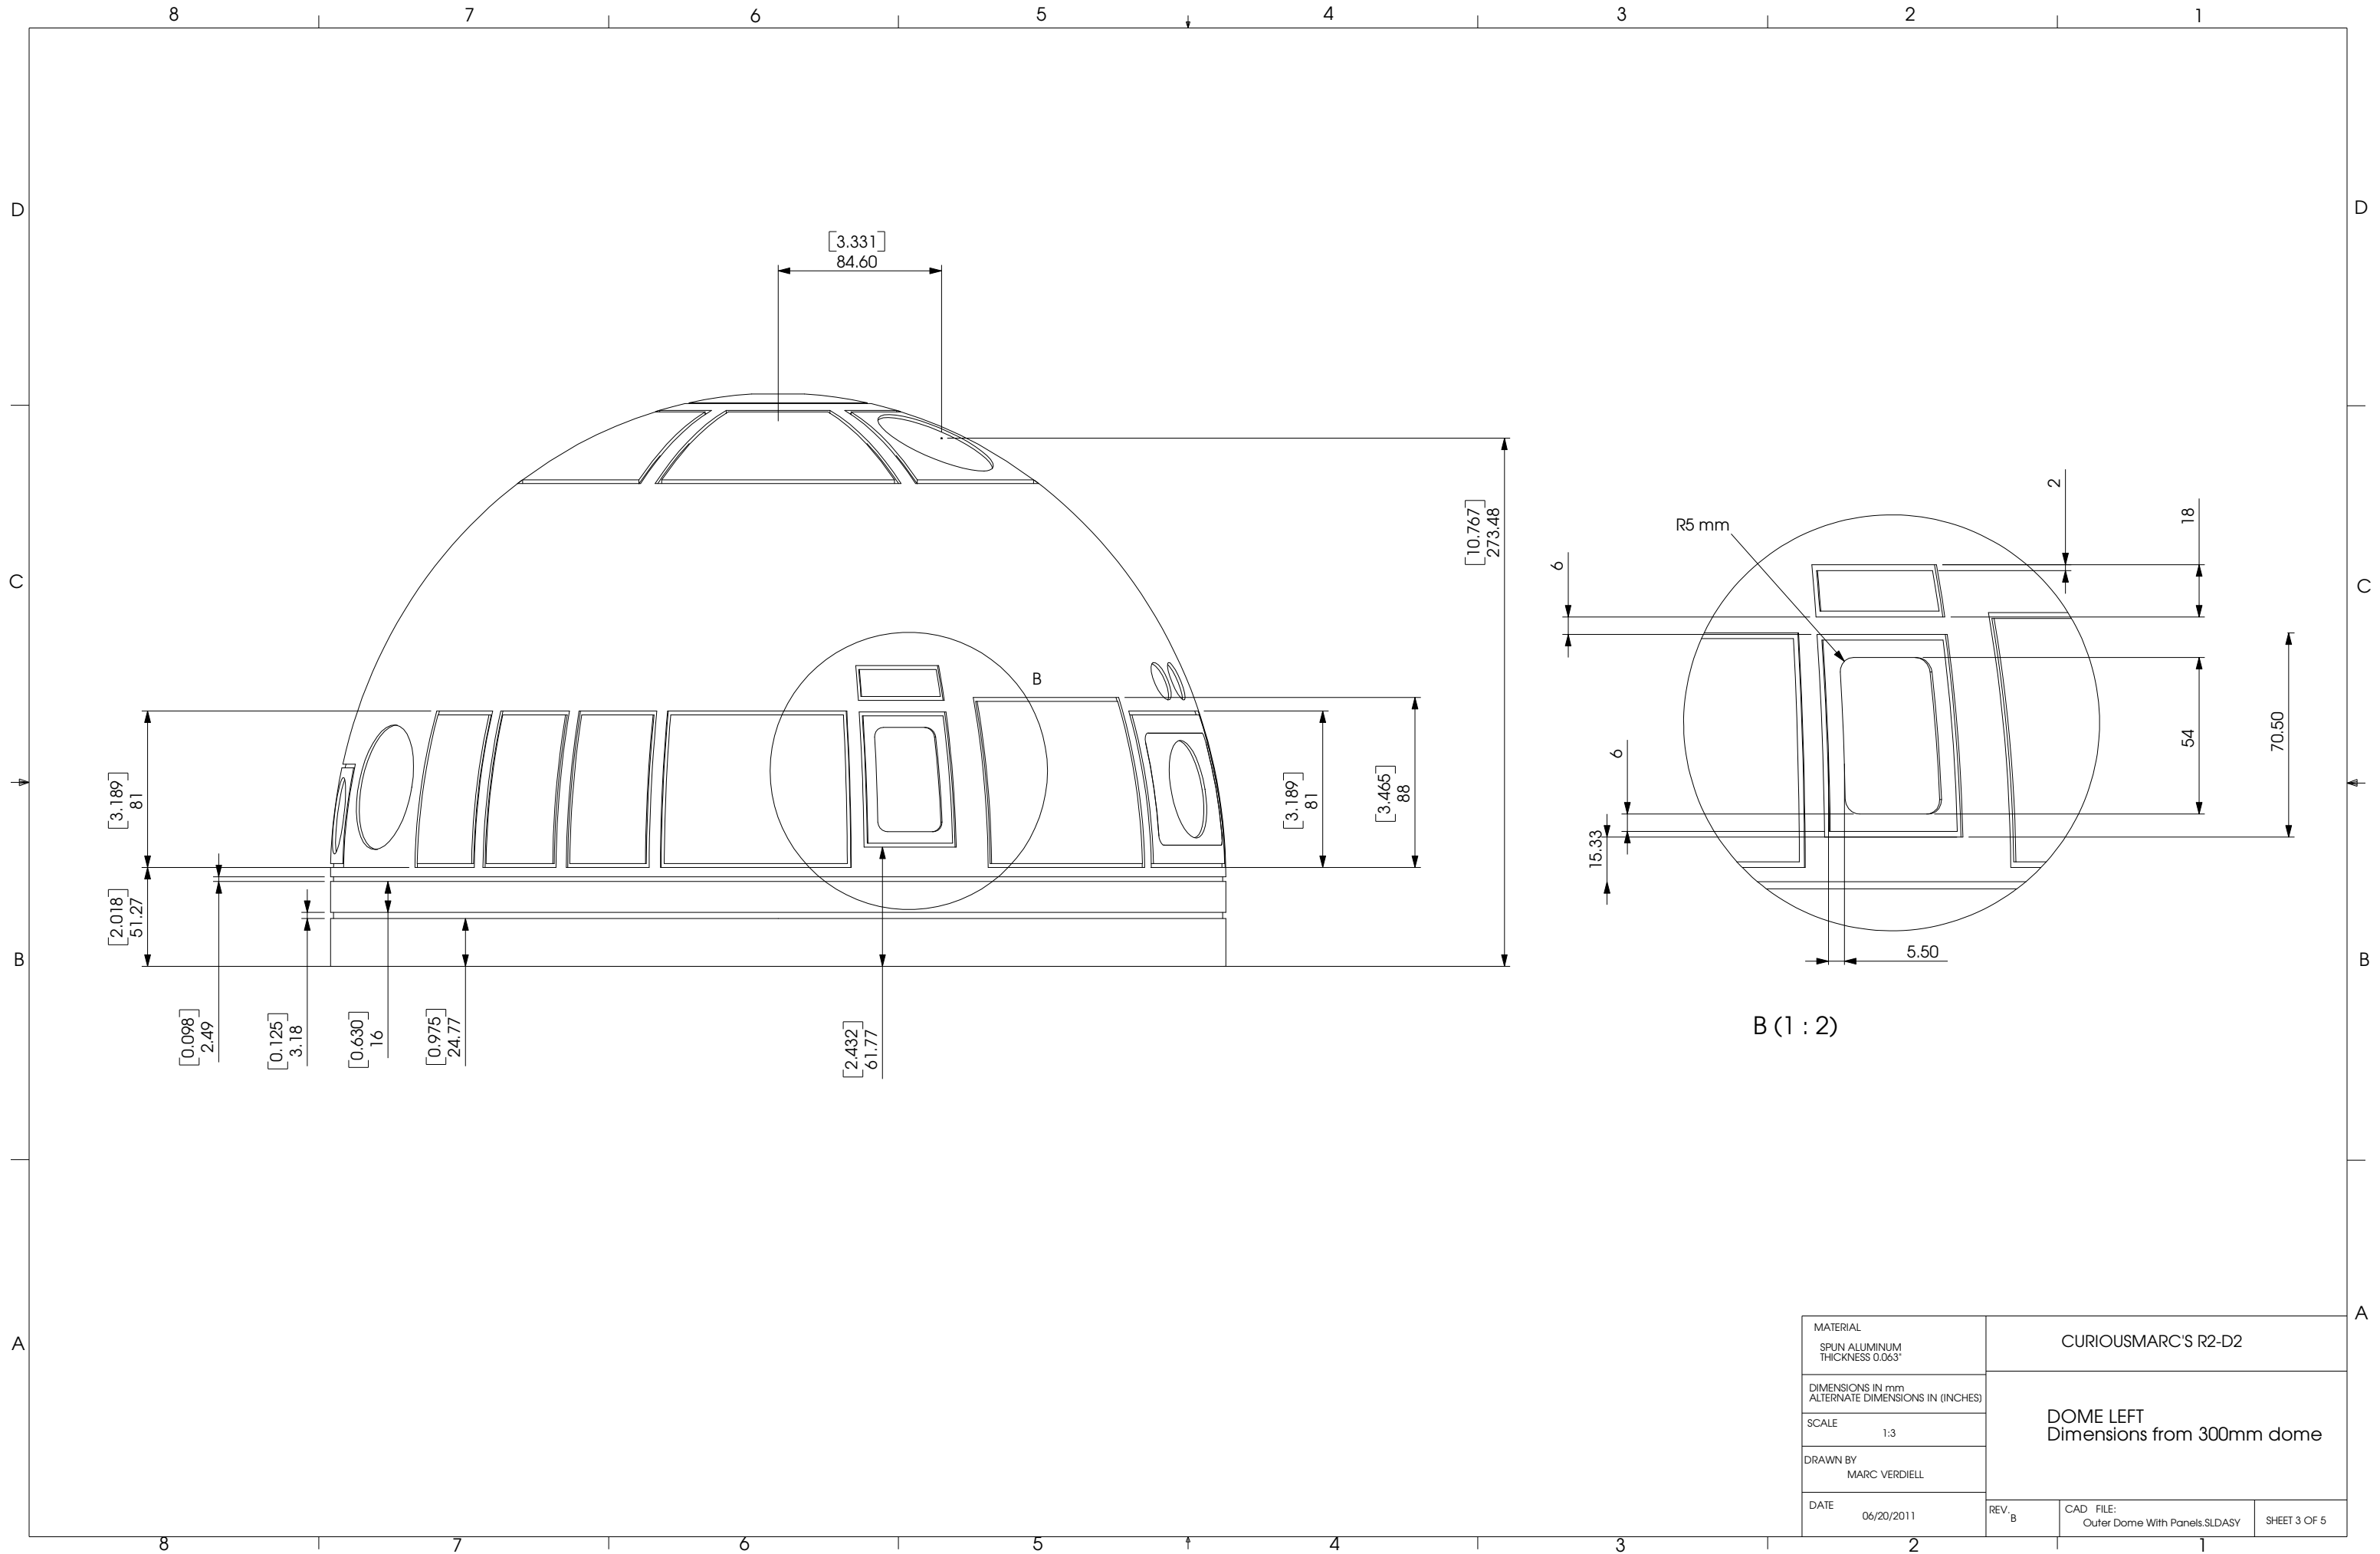 8 7 6 5 4 3 2 1
D D
[3.331]
84.60
[10.767]
273.48
R5 mm
2
18
6
C C
B
[3.189]
81
[3.189]
81
[3.465]
88
54
70.50
6
15.33
[2.018]
51.27
B B
5.50
[0.098]
2.49
[0.125]
3.18
[0.630]
16
[0.975]
24.77
[2.432]
61.77
B (1 : 2)
A A
MATERIAL
SPUN ALUMINUM
THICKNESS 0.063"
CURIOUSMARC'S R2-D2
DIMENSIONS IN mm
ALTERNATE DIMENSIONS IN (INCHES)
SCALE
1:3
DOME LEFT
Dimensions from 300mm dome
DRAWN BY
MARC VERDIELL
DATE
06/20/2011
REV.
B
CAD FILE:
Outer Dome With Panels.SLDASY
SHEET 3 OF 5
8 7 6 5 4 3 2 1